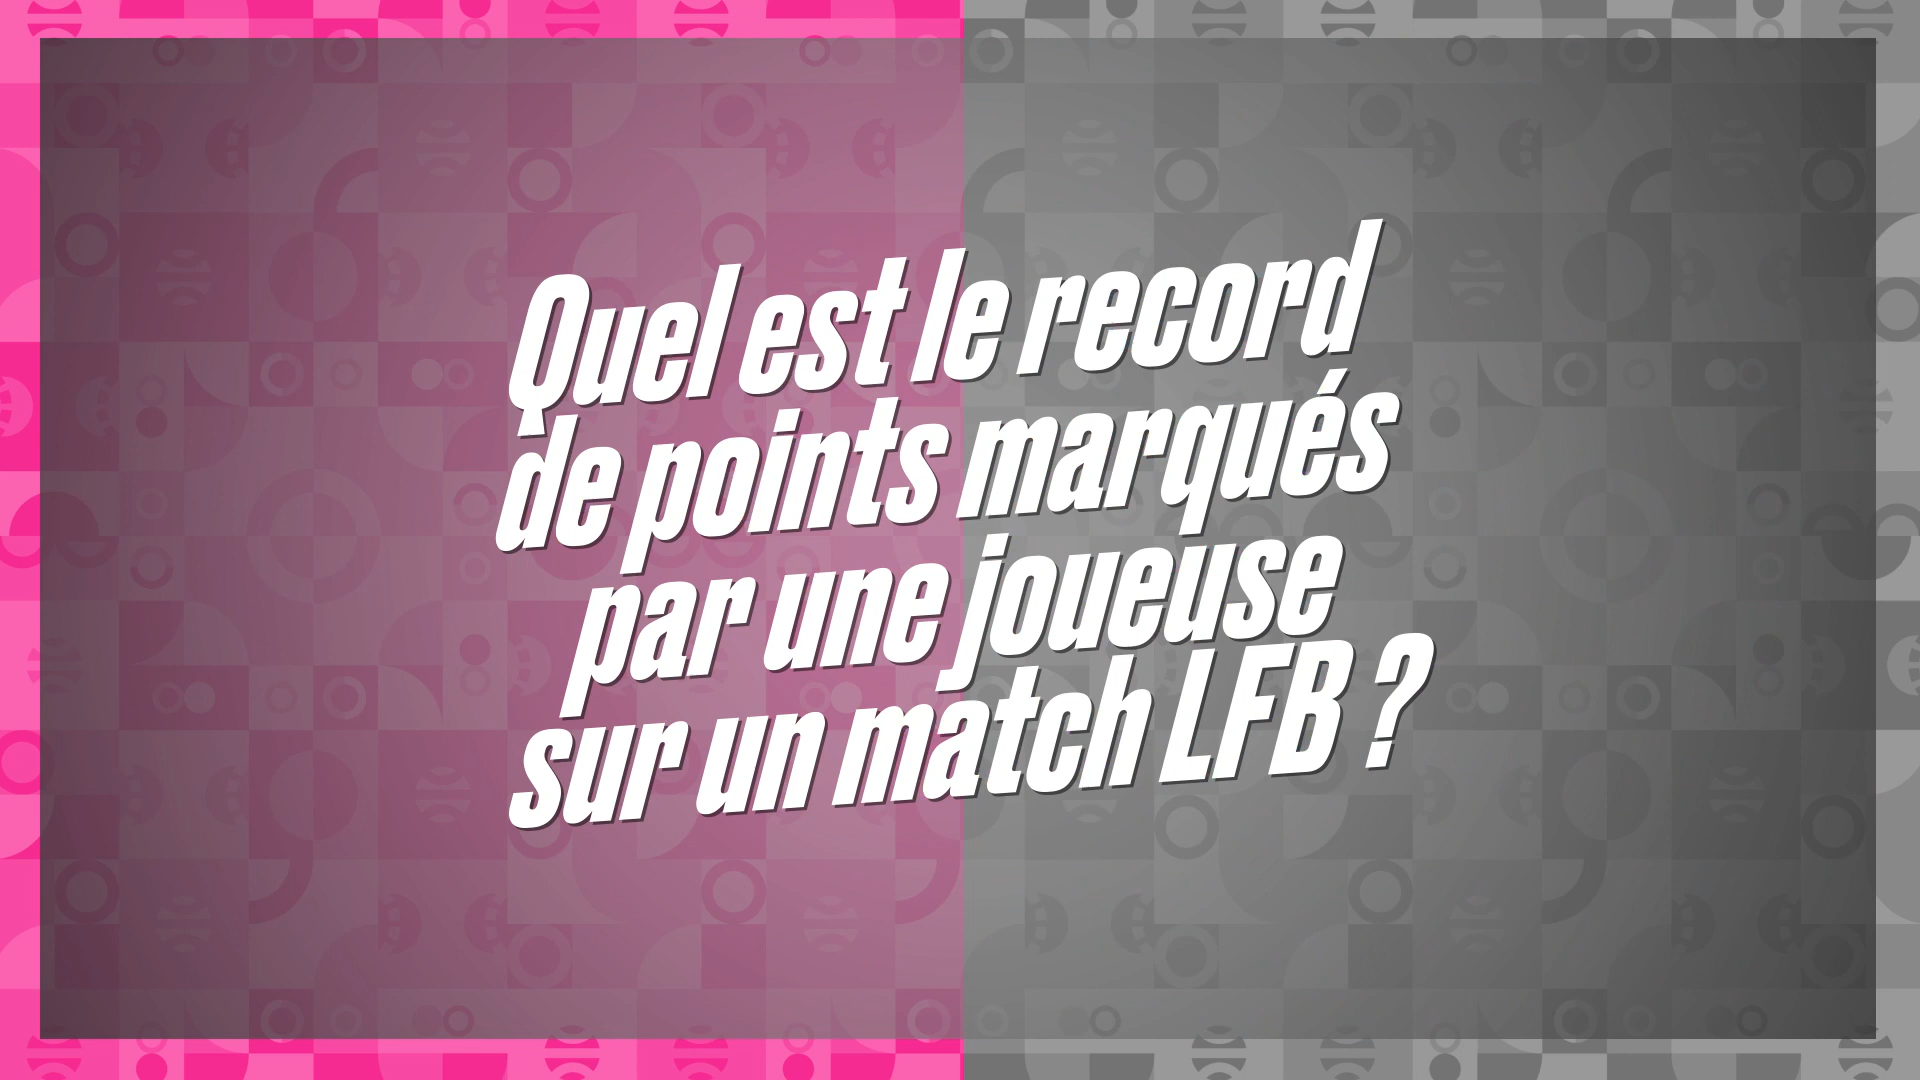 Quel est le record
de points marqués
par une joueuse
sur un match LFB ?